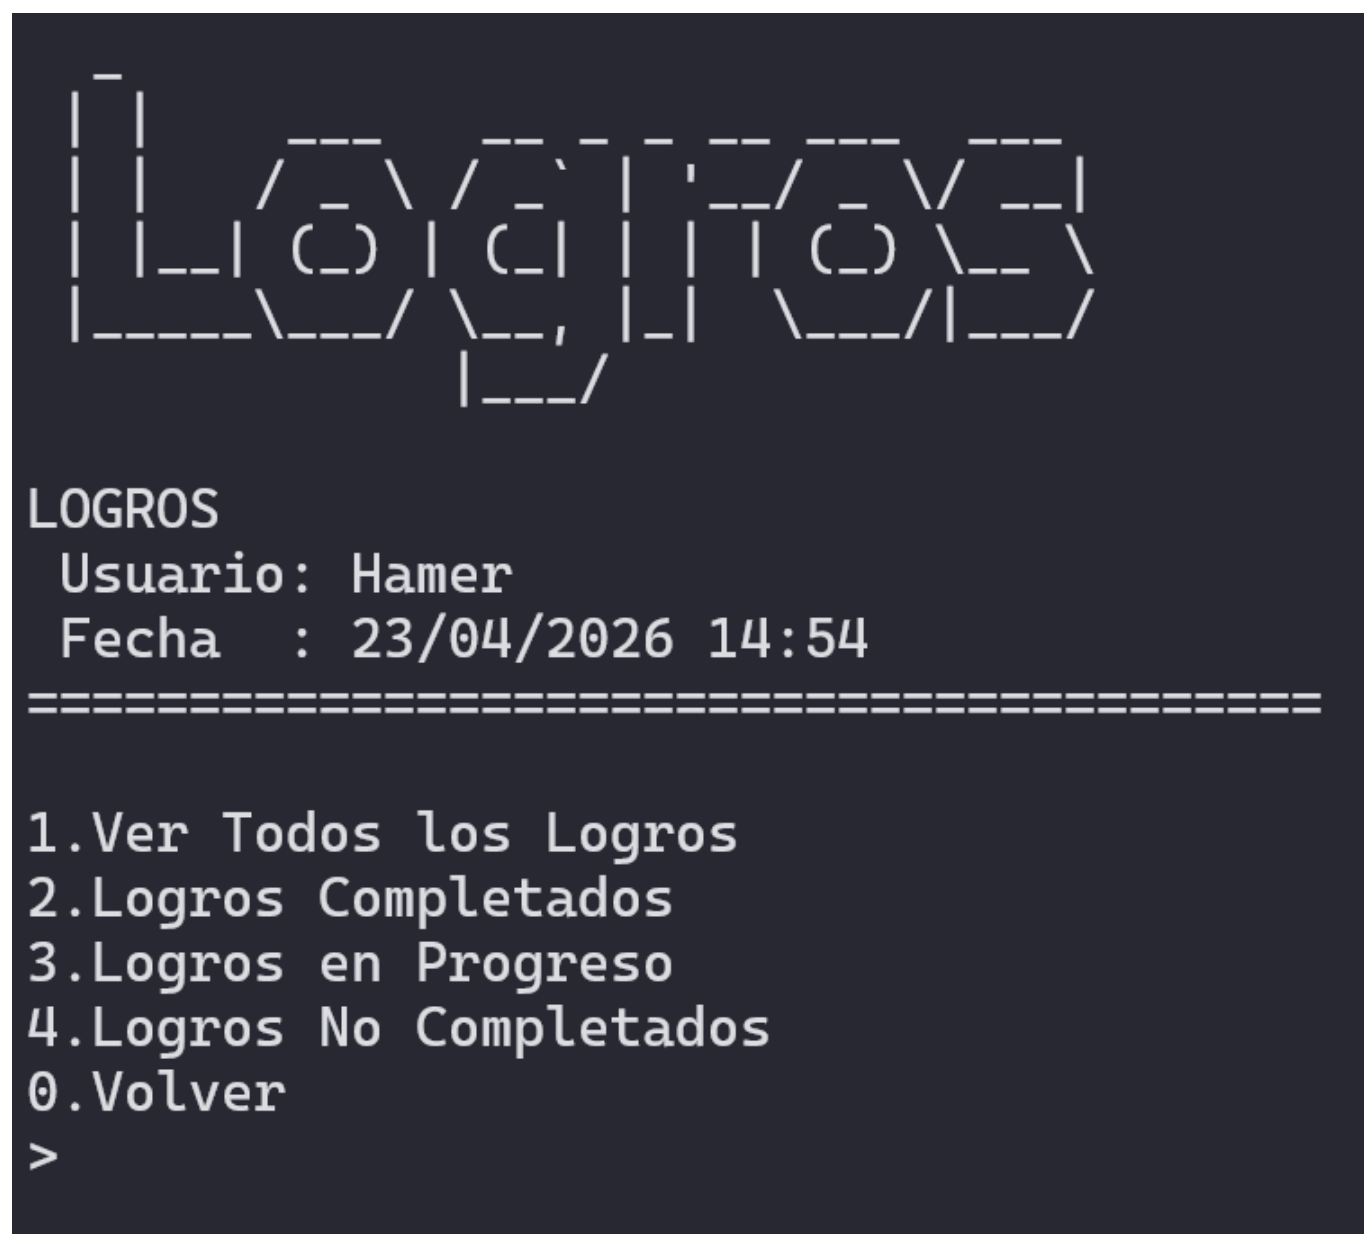 Logros
LOGROS
Usuario: Hamer
Fecha  : 23/04/2026 14:54
========================================
1.Ver Todos los Logros
2.Logros Completados
3.Logros en Progreso
4.Logros No Completados
0.Volver
>